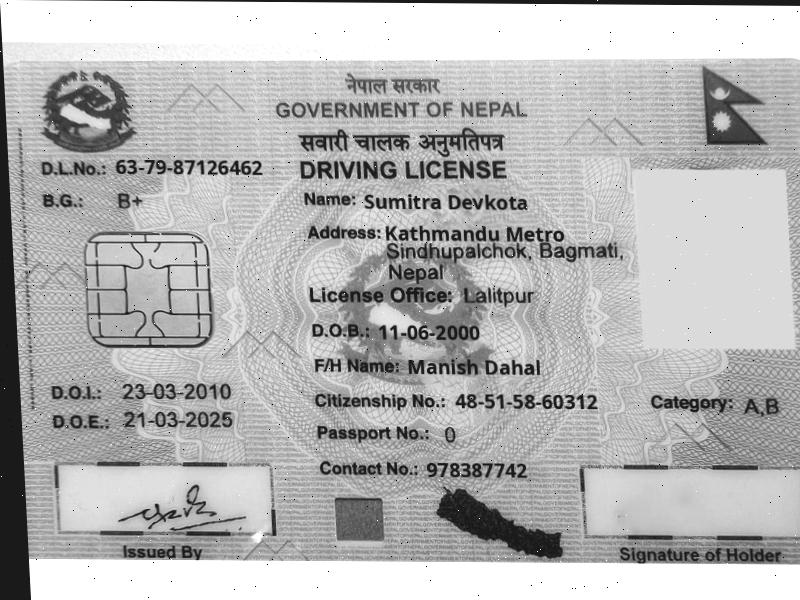 नेपाल सरकार
GOVERNMENT OF NEPAL
सवारी चालक अनुमतिपत्र
DRIVING LICENSE
D.L.No.: 63-79-87126462
B.G.: B+
Name: Sumitra Devkota
Address: Kathmandu Metro
Sindhupalchok, Bagmati,
Nepal
License Office: Lalitpur
D.O.B.: 11-06-2000
F/H Name: Manish Dahal
D.O.I.: 23-03-2010
Citizenship No.: 48-51-58-60312
Category: A,B
D.O.E.: 21-03-2025
Passport No.: 0
Contact No.: 978387742
Issued By
Signature of Holder